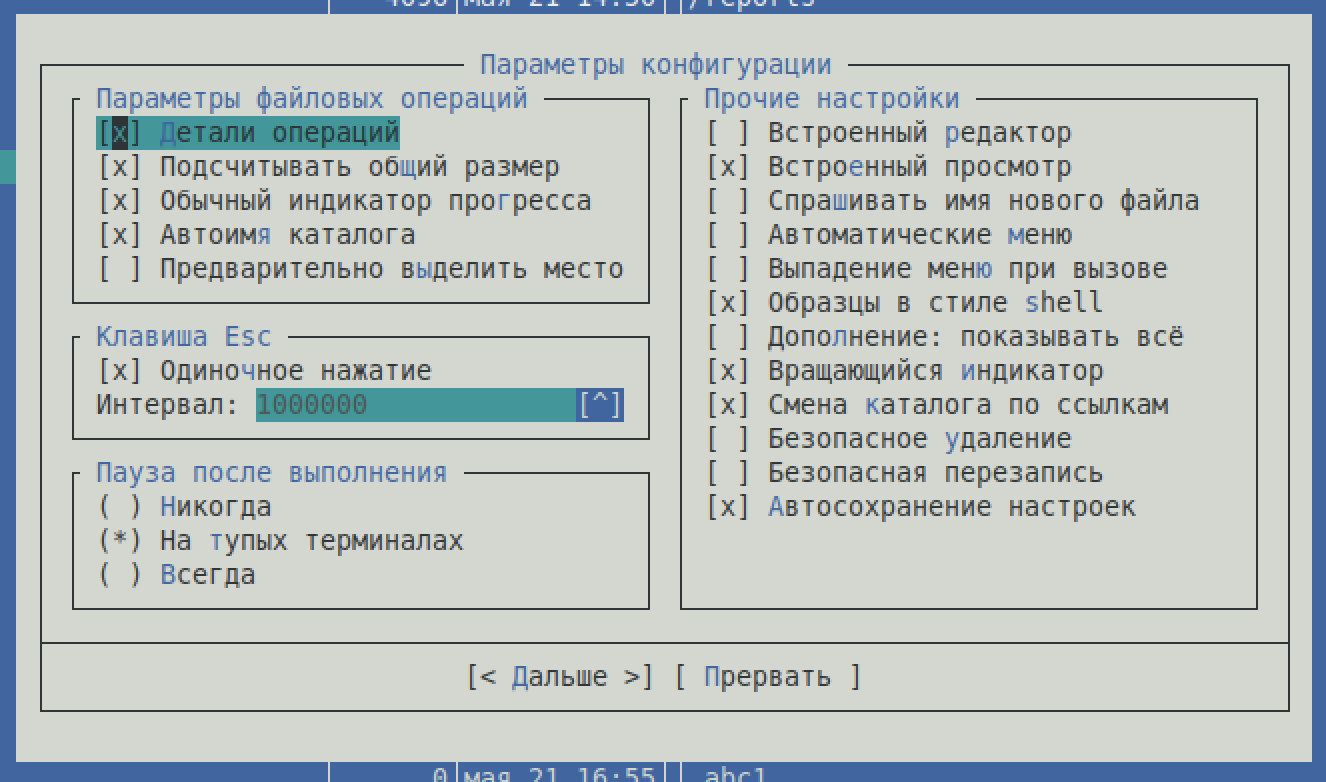 4096 мая 21 14:50 /reports
Параметры конфигурации
Параметры файловых операций
[x] Детали операций
[x] Подсчитывать общий размер
[x] Обычный индикатор прогресса
[x] Автоимя каталога
[ ] Предварительно выделить место
Клавиша Esc
[x] Одиночное нажатие
Интервал: 1000000 [^]
Пауза после выполнения
( ) Никогда
(*) На тупых терминалах
( ) Всегда
Прочие настройки
[ ] Встроенный редактор
[x] Встроенный просмотр
[ ] Спрашивать имя нового файла
[ ] Автоматические меню
[ ] Выпадение меню при вызове
[x] Образцы в стиле shell
[ ] Дополнение: показывать всё
[x] Вращающийся индикатор
[x] Смена каталога по ссылкам
[ ] Безопасное удаление
[ ] Безопасная перезапись
[x] Автосохранение настроек
[< Дальше >] [ Прервать ]
0 мая 21 16:55 abc1